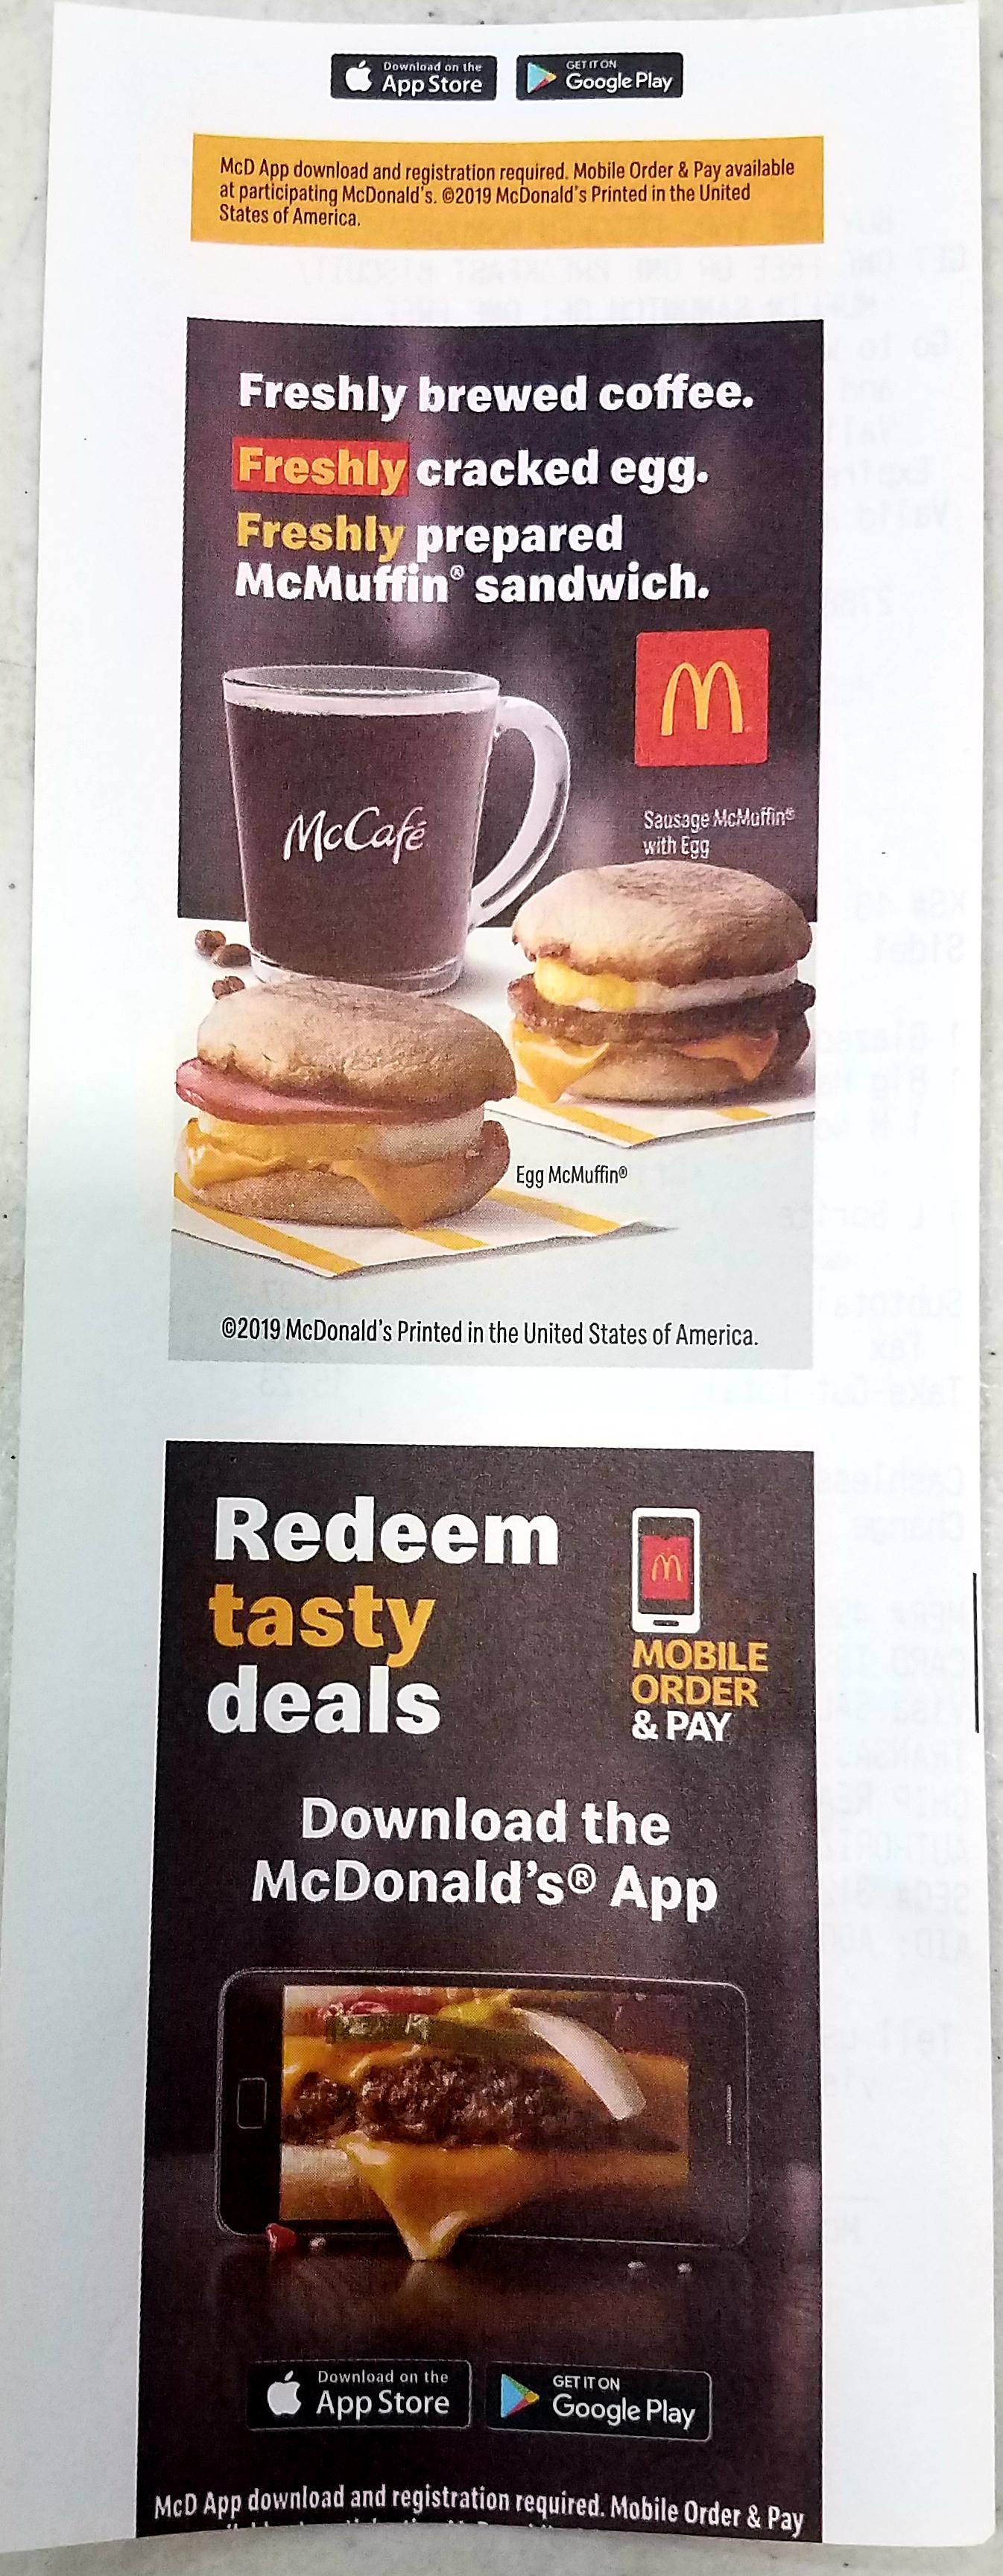 Download on the
App Store
GET IT ON
Google Play
McD App download and registration required. Mobile Order & Pay available
at participating McDonald's. ©2019 McDonald's Printed in the United
States of America.
Freshly brewed coffee.
Freshly cracked egg.
Freshly prepared
McMuffin® sandwich.
McCafé
Sausage McMuffin®
with Egg
Egg McMuffin®
©2019 McDonald's Printed in the United States of America.
Redeem
tasty
deals
MOBILE
ORDER
& PAY
Download the
McDonald's® App
Download on the
App Store
GET IT ON
Google Play
McD App download and registration required. Mobile Order & Pay